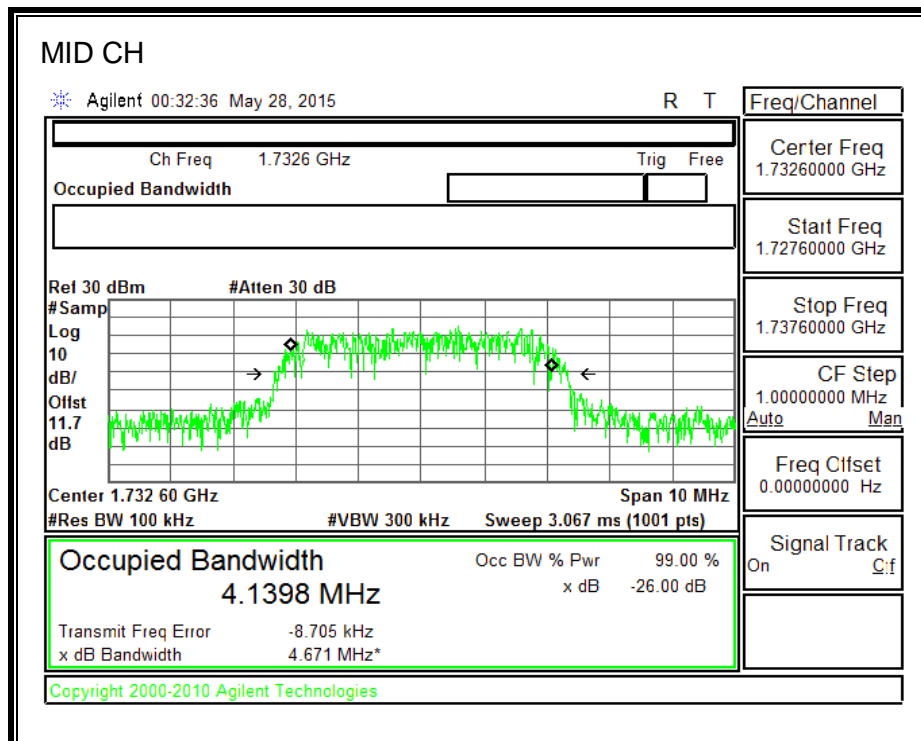 MID CH
Agilent 00:32:36 May 28, 2015 R T
Ch Freq 1.7326 GHz Trig Free
Occupied Bandwidth
Ref 30 dBm #Atten 30 dB
#Samp
Log
10
dB/
Offst
11.7
dB
Center 1.732 60 GHz Span 10 MHz
#Res BW 100 kHz #VBW 300 kHz Sweep 3.067 ms (1001 pts)
Occupied Bandwidth
4.1398 MHz
Occ BW % Pwr 99.00 %
x dB -26.00 dB
Transmit Freq Error -8.705 kHz
x dB Bandwidth 4.671 MHz*
Copyright 2000-2010 Agilent Technologies
Freq/Channel
Center Freq
1.73260000 GHz
Start Freq
1.72760000 GHz
Stop Freq
1.73760000 GHz
CF Step
1.00000000 MHz
Auto Man
Freq Offset
0.00000000 Hz
Signal Track
On Off